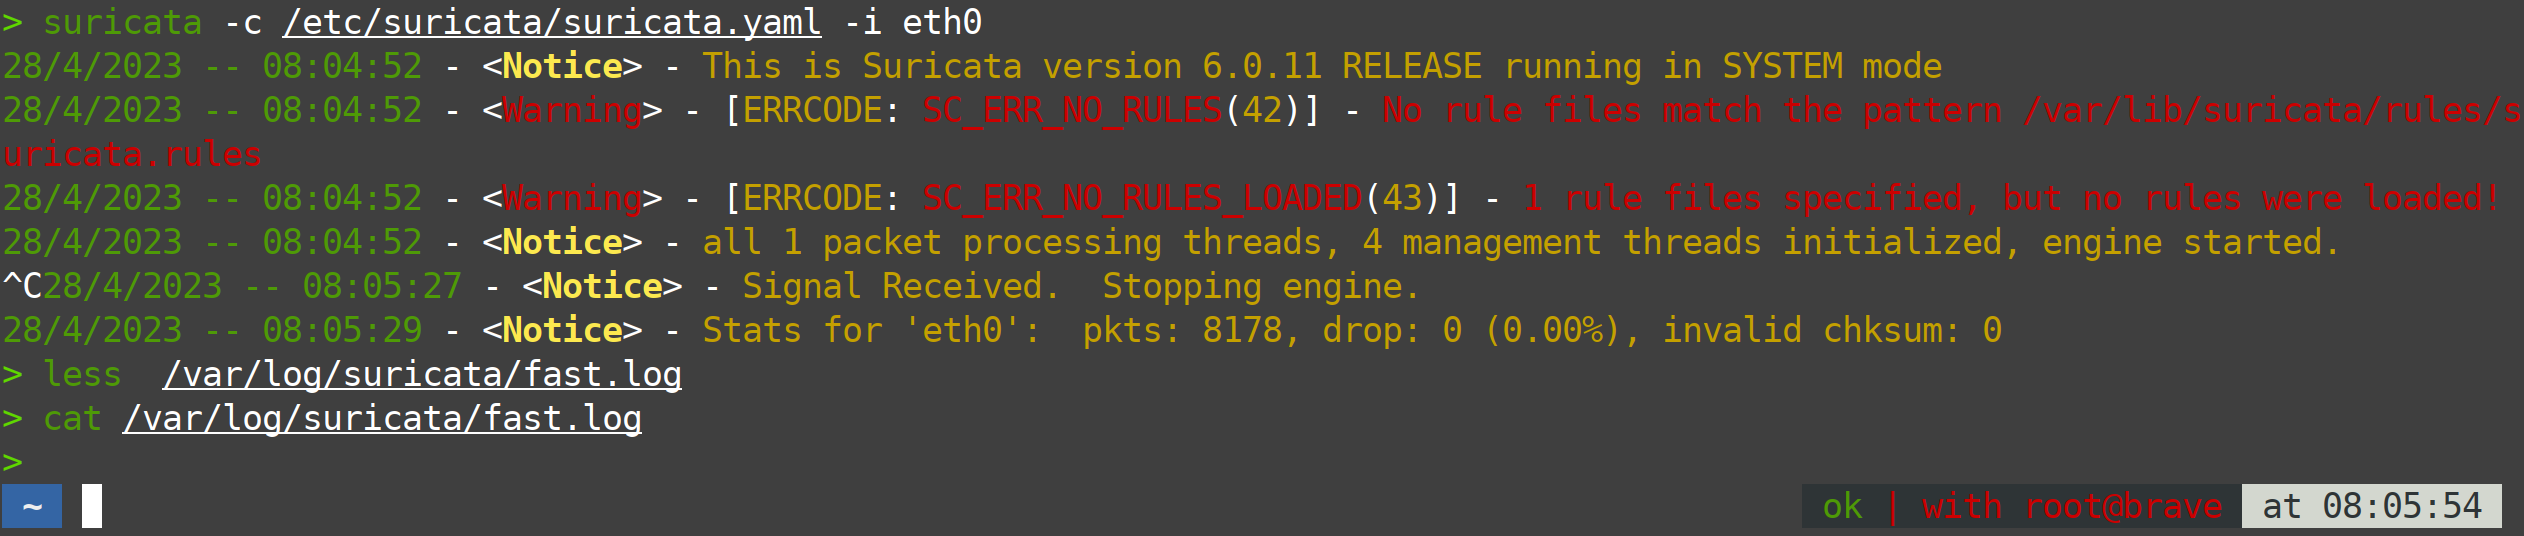 > suricata -c /etc/suricata/suricata.yaml -i eth0
28/4/2023 -- 08:04:52 - <Notice> - This is Suricata version 6.0.11 RELEASE running in SYSTEM mode
28/4/2023 -- 08:04:52 - <Warning> - [ERRCODE: SC_ERR_NO_RULES(42)] - No rule files match the pattern /var/lib/suricata/rules/s
uricata.rules
28/4/2023 -- 08:04:52 - <Warning> - [ERRCODE: SC_ERR_NO_RULES_LOADED(43)] - 1 rule files specified, but no rules were loaded!
28/4/2023 -- 08:04:52 - <Notice> - all 1 packet processing threads, 4 management threads initialized, engine started.
^C28/4/2023 -- 08:05:27 - <Notice> - Signal Received.  Stopping engine.
28/4/2023 -- 08:05:29 - <Notice> - Stats for 'eth0':  pkts: 8178, drop: 0 (0.00%), invalid chksum: 0
> less  /var/log/suricata/fast.log
> cat /var/log/suricata/fast.log
>
~ ok | with root@brave at 08:05:54